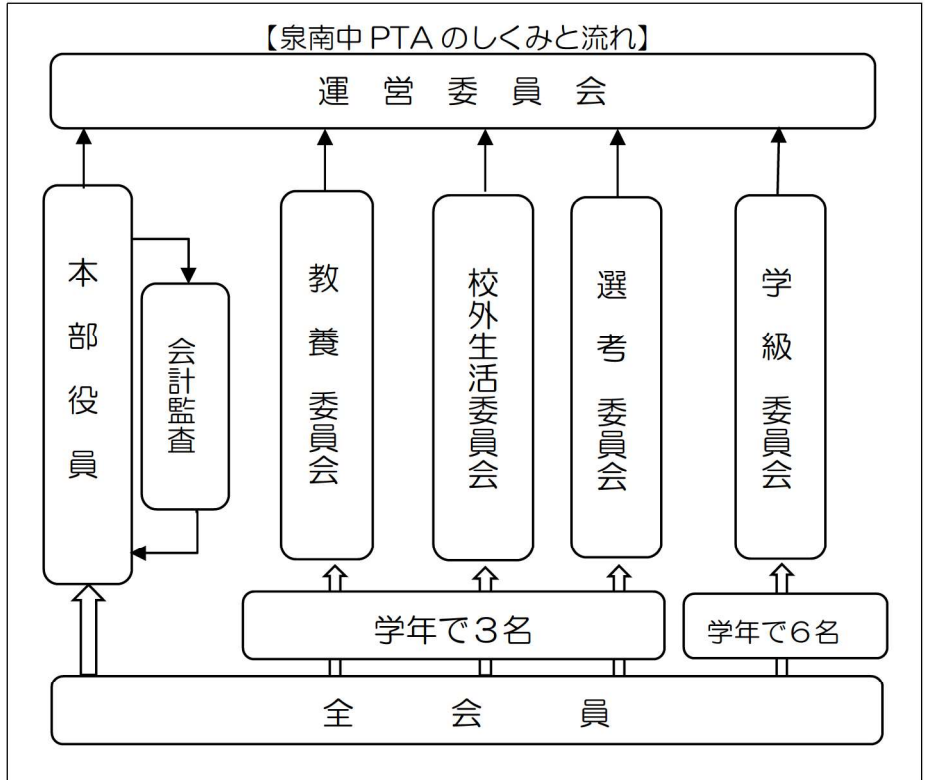 【泉南中PTAのしくみと流れ】
運営委員会
本部役員
会計監査
教養委員会
校外生活委員会
選考委員会
学級委員会
学年で3名
学年で6名
全会員